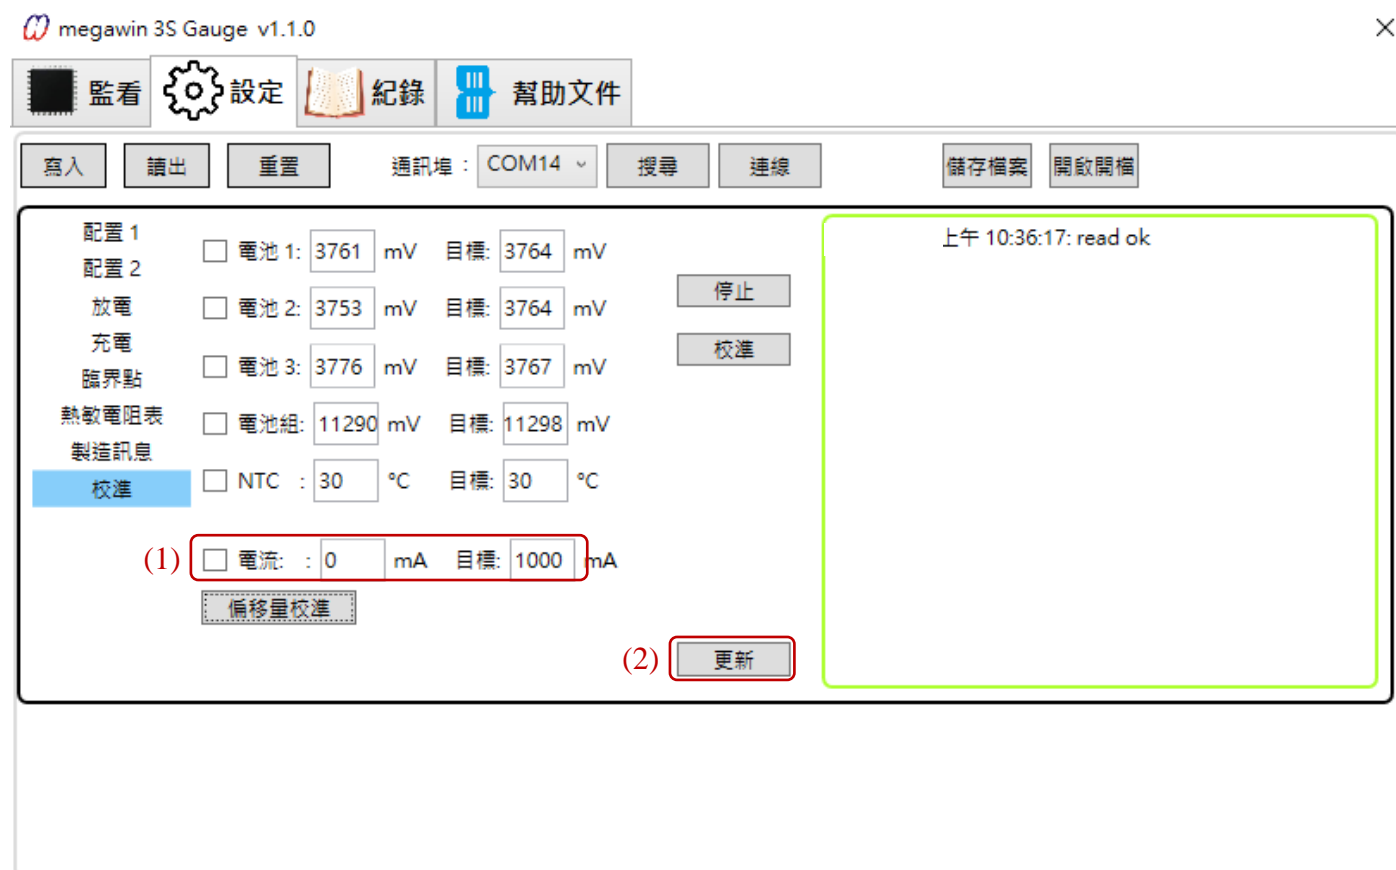 megawin 3S Gauge v1.1.0
監看 設定 紀錄 幫助文件
寫入 讀出 重置 通訊埠 : COM14 搜尋 連線 儲存檔案 開啟開檔
配置 1
配置 2
放電
充電
臨界點
熱敏電阻表
製造訊息
校準
電池 1: 3761 mV 目標: 3764 mV
電池 2: 3753 mV 目標: 3764 mV
電池 3: 3776 mV 目標: 3767 mV
電池組: 11290 mV 目標: 11298 mV
NTC : 30 °C 目標: 30 °C
(1) 電流: : 0 mA 目標: 1000 mA
偏移量校準
停止
校準
(2) 更新
上午 10:36:17: read ok